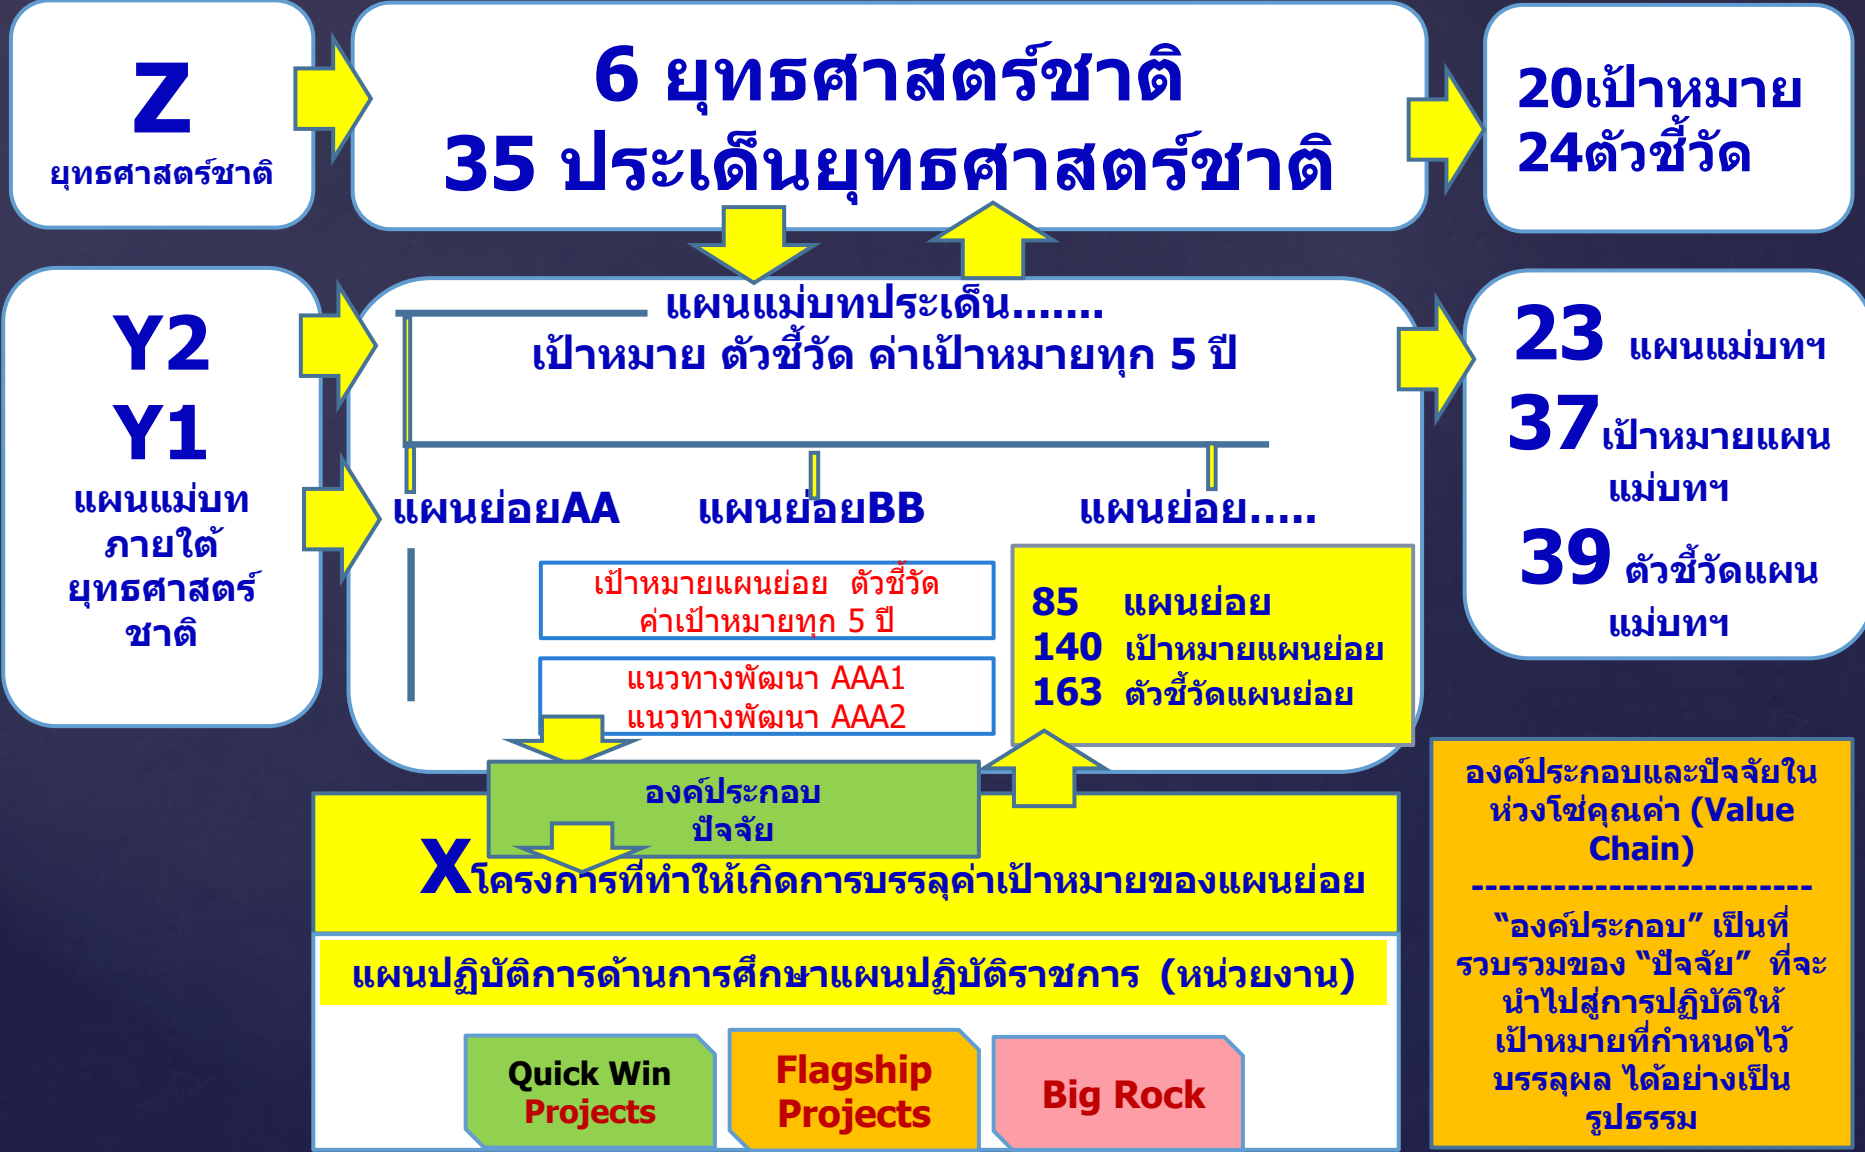 Z
ยุทธศาสตร์ชาติ
6 ยุทธศาสตร์ชาติ
35 ประเด็นยุทธศาสตร์ชาติ
20เป้าหมาย
24ตัวชี้วัด
Y2
Y1
แผนแม่บท
ภายใต้
ยุทธศาสตร์
ชาติ
แผนแม่บทประเด็น.......
เป้าหมาย ตัวชี้วัด ค่าเป้าหมายทุก 5 ปี
แผนย่อยAA
แผนย่อยBB
แผนย่อย.....
เป้าหมายแผนย่อย ตัวชี้วัด
ค่าเป้าหมายทุก 5 ปี
แนวทางพัฒนา AAA1
แนวทางพัฒนา AAA2
85 แผนย่อย
140 เป้าหมายแผนย่อย
163 ตัวชี้วัดแผนย่อย
23 แผนแม่บทฯ
37เป้าหมายแผน
แม่บทฯ
39 ตัวชี้วัดแผน
แม่บทฯ
องค์ประกอบ
ปัจจัย
Xโครงการที่ทำให้เกิดการบรรลุค่าเป้าหมายของแผนย่อย
แผนปฏิบัติการด้านการศึกษาแผนปฏิบัติราชการ (หน่วยงาน)
Quick Win
Projects
Flagship
Projects
Big Rock
องค์ประกอบและปัจจัยใน
ห่วงโซ่คุณค่า (Value
Chain)
-------------------------
“องค์ประกอบ” เป็นที่
รวบรวมของ “ปัจจัย” ที่จะ
นำไปสู่การปฏิบัติให้
เป้าหมายที่กำหนดไว้
บรรลุผล ได้อย่างเป็น
รูปธรรม